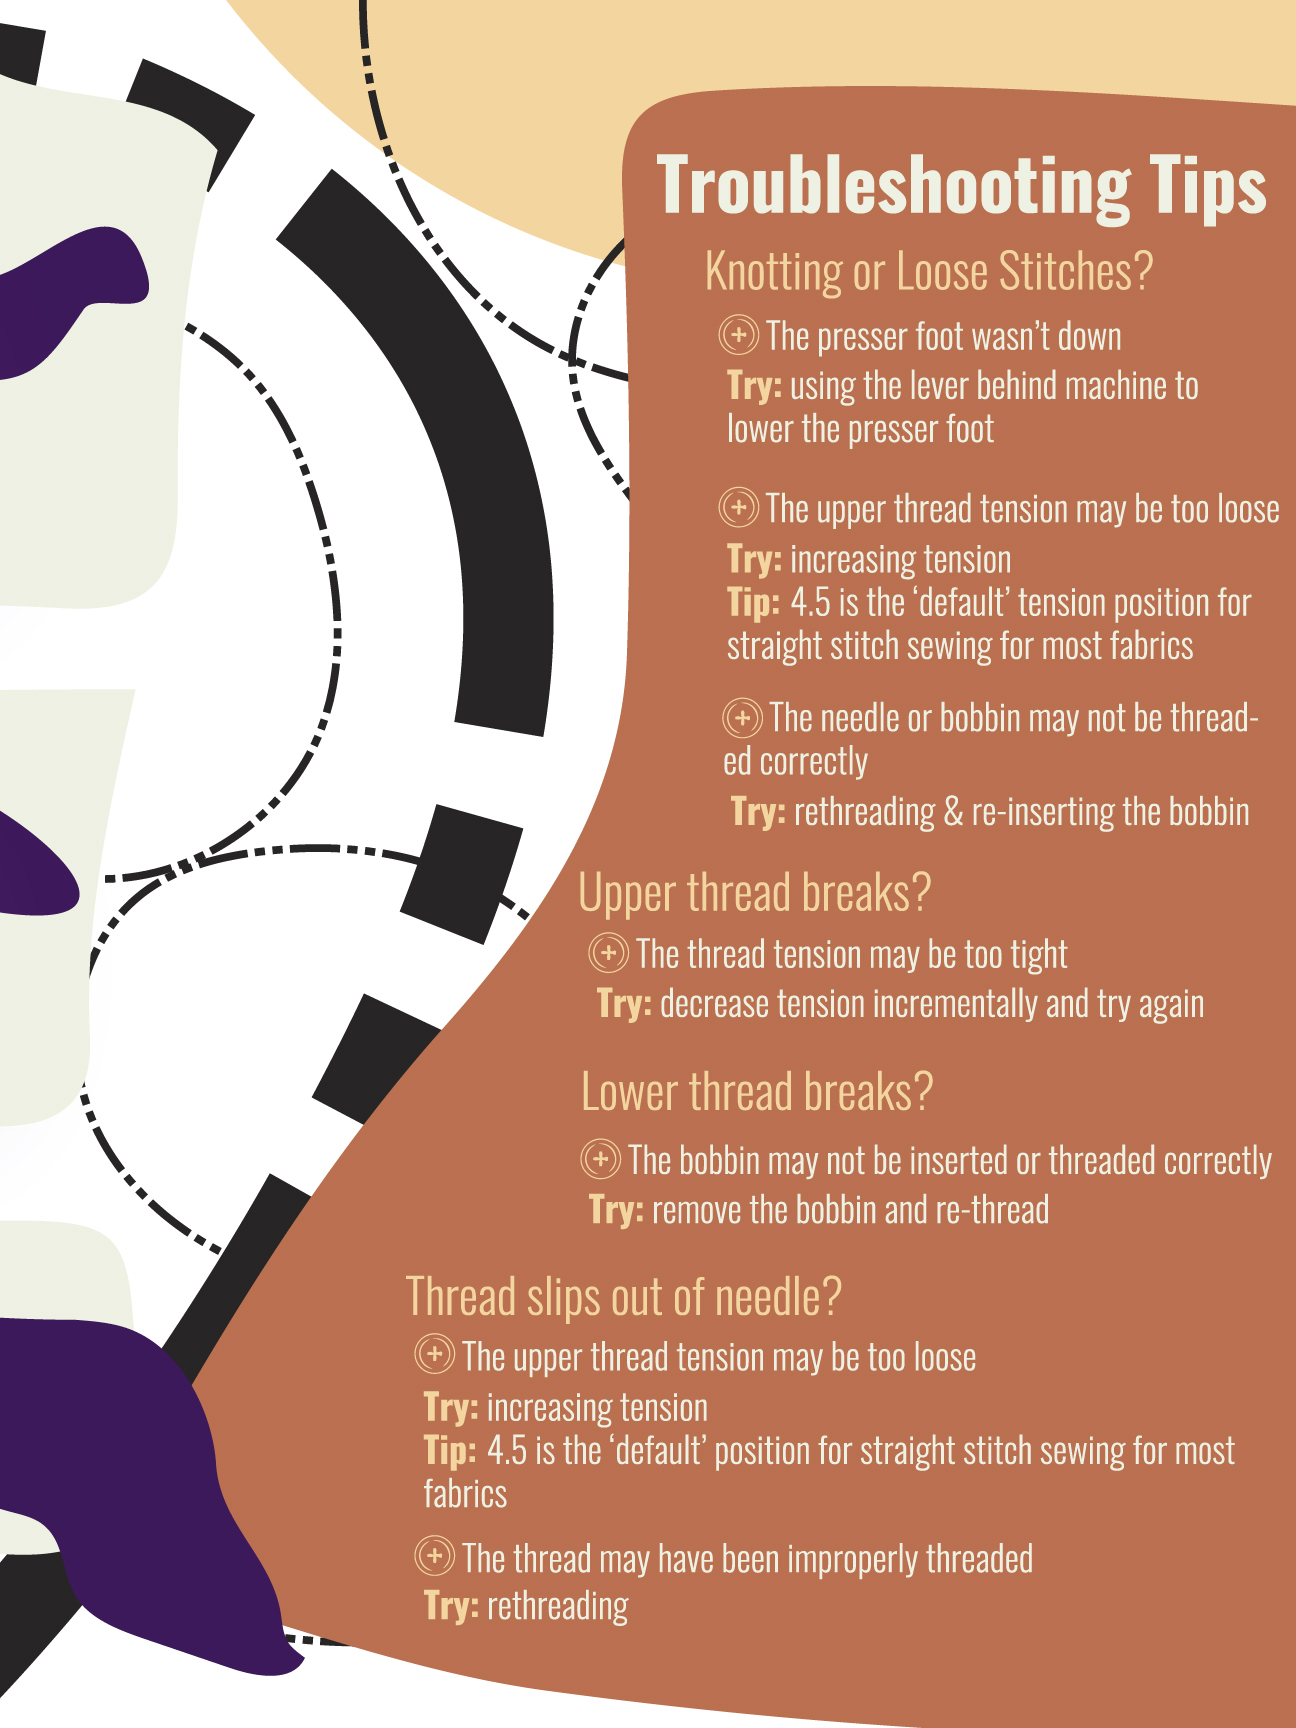 Troubleshooting Tips
Knotting or Loose Stitches?
The presser foot wasn’t down
Try: using the lever behind machine to
lower the presser foot
The upper thread tension may be too loose
Try: increasing tension
Tip: 4.5 is the ‘default’ tension position for
straight stitch sewing for most fabrics
The needle or bobbin may not be thread-
ed correctly
Try: rethreading & re-inserting the bobbin
Upper thread breaks?
The thread tension may be too tight
Try: decrease tension incrementally and try again
Lower thread breaks?
The bobbin may not be inserted or threaded correctly
Try: remove the bobbin and re-thread
Thread slips out of needle?
The upper thread tension may be too loose
Try: increasing tension
Tip: 4.5 is the ‘default’ position for straight stitch sewing for most
fabrics
The thread may have been improperly threaded
Try: rethreading